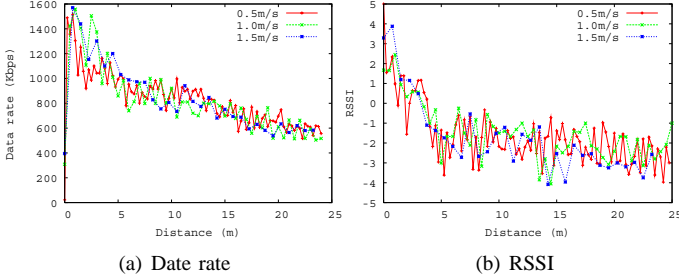 0.5m/s
1.0m/s
1.5m/s
1600
1400
1200
1000
800
600
400
200
0
Data rate (Kbps)
0 5 10 15 20 25
Distance (m)
(a) Date rate
0.5m/s
1.0m/s
1.5m/s
5
4
3
2
1
0
-1
-2
-3
-4
-5
RSSI
0 5 10 15 20 25
Distance (m)
(b) RSSI